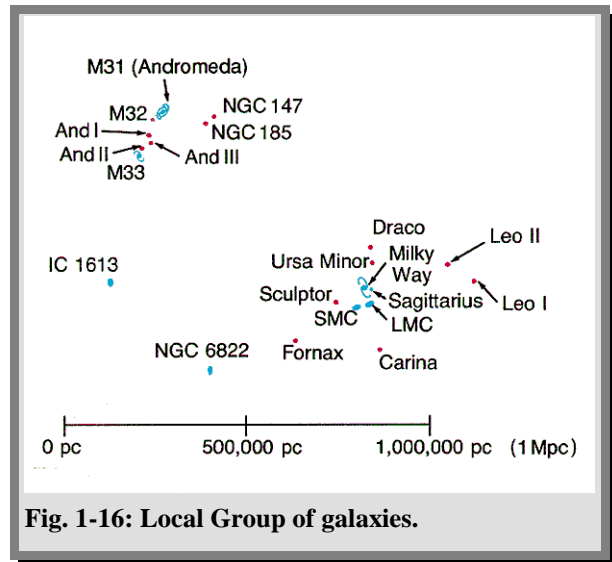 M31 (Andromeda)
M32
NGC 147
And I
NGC 185
And II
And III
M33
Draco
Leo II
Ursa Minor
Milky
Way
IC 1613
Sculptor
Sagittarius
Leo I
SMC
LMC
NGC 6822
Fornax
Carina
0 pc 500,000 pc 1,000,000 pc (1 Mpc)
Fig. 1-16: Local Group of galaxies.